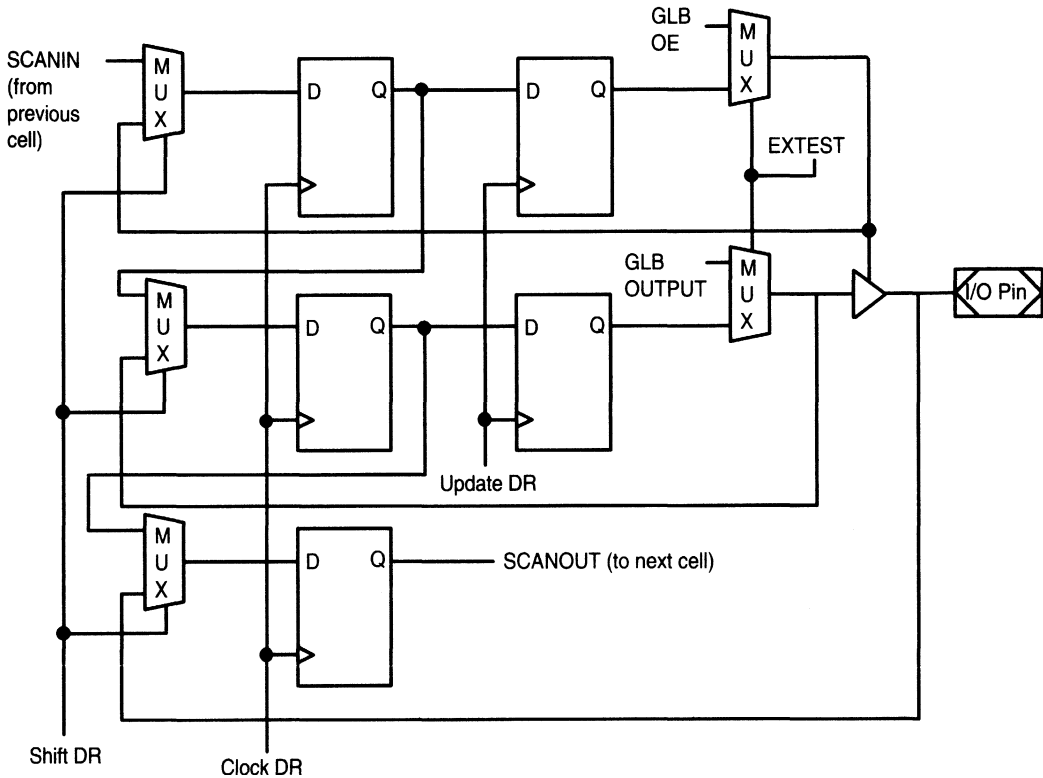 SCANIN
(from
previous
cell)
M
U
X
D Q
D Q
GLB
OE
M
U
X
EXTEST
M
U
X
D Q
D Q
GLB
OUTPUT
M
U
X
I/O Pin
Update DR
M
U
X
D Q
SCANOUT (to next cell)
Shift DR
Clock DR